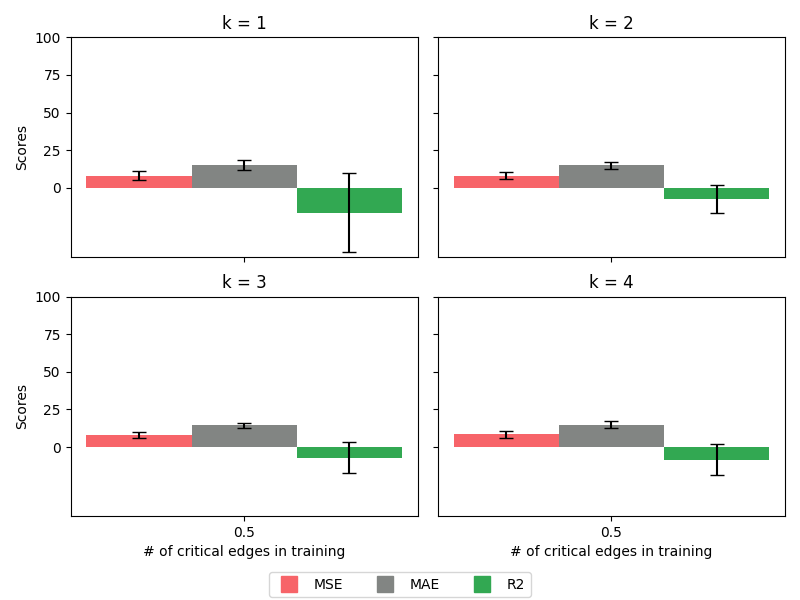 k = 1
k = 2
100
75
50
25
0
Scores
k = 3
k = 4
100
75
50
25
0
Scores
0.5
0.5
# of critical edges in training
# of critical edges in training
MSE
MAE
R2